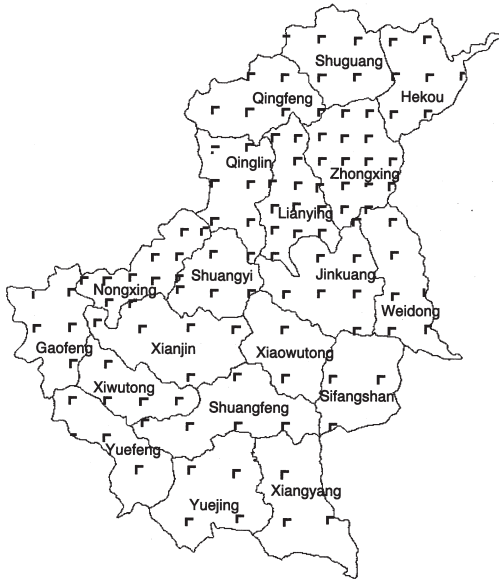 Shuguang
Qingfeng
Hekou
Qinglin
Zhongxing
Lianying
Shuangyi
Jinkuang
Nongxing
Weidong
Gaofeng
Xianjin
Xiaowutong
Xiwutong
Sifangshan
Shuangfeng
Yuefeng
Xiangyang
Yuejing